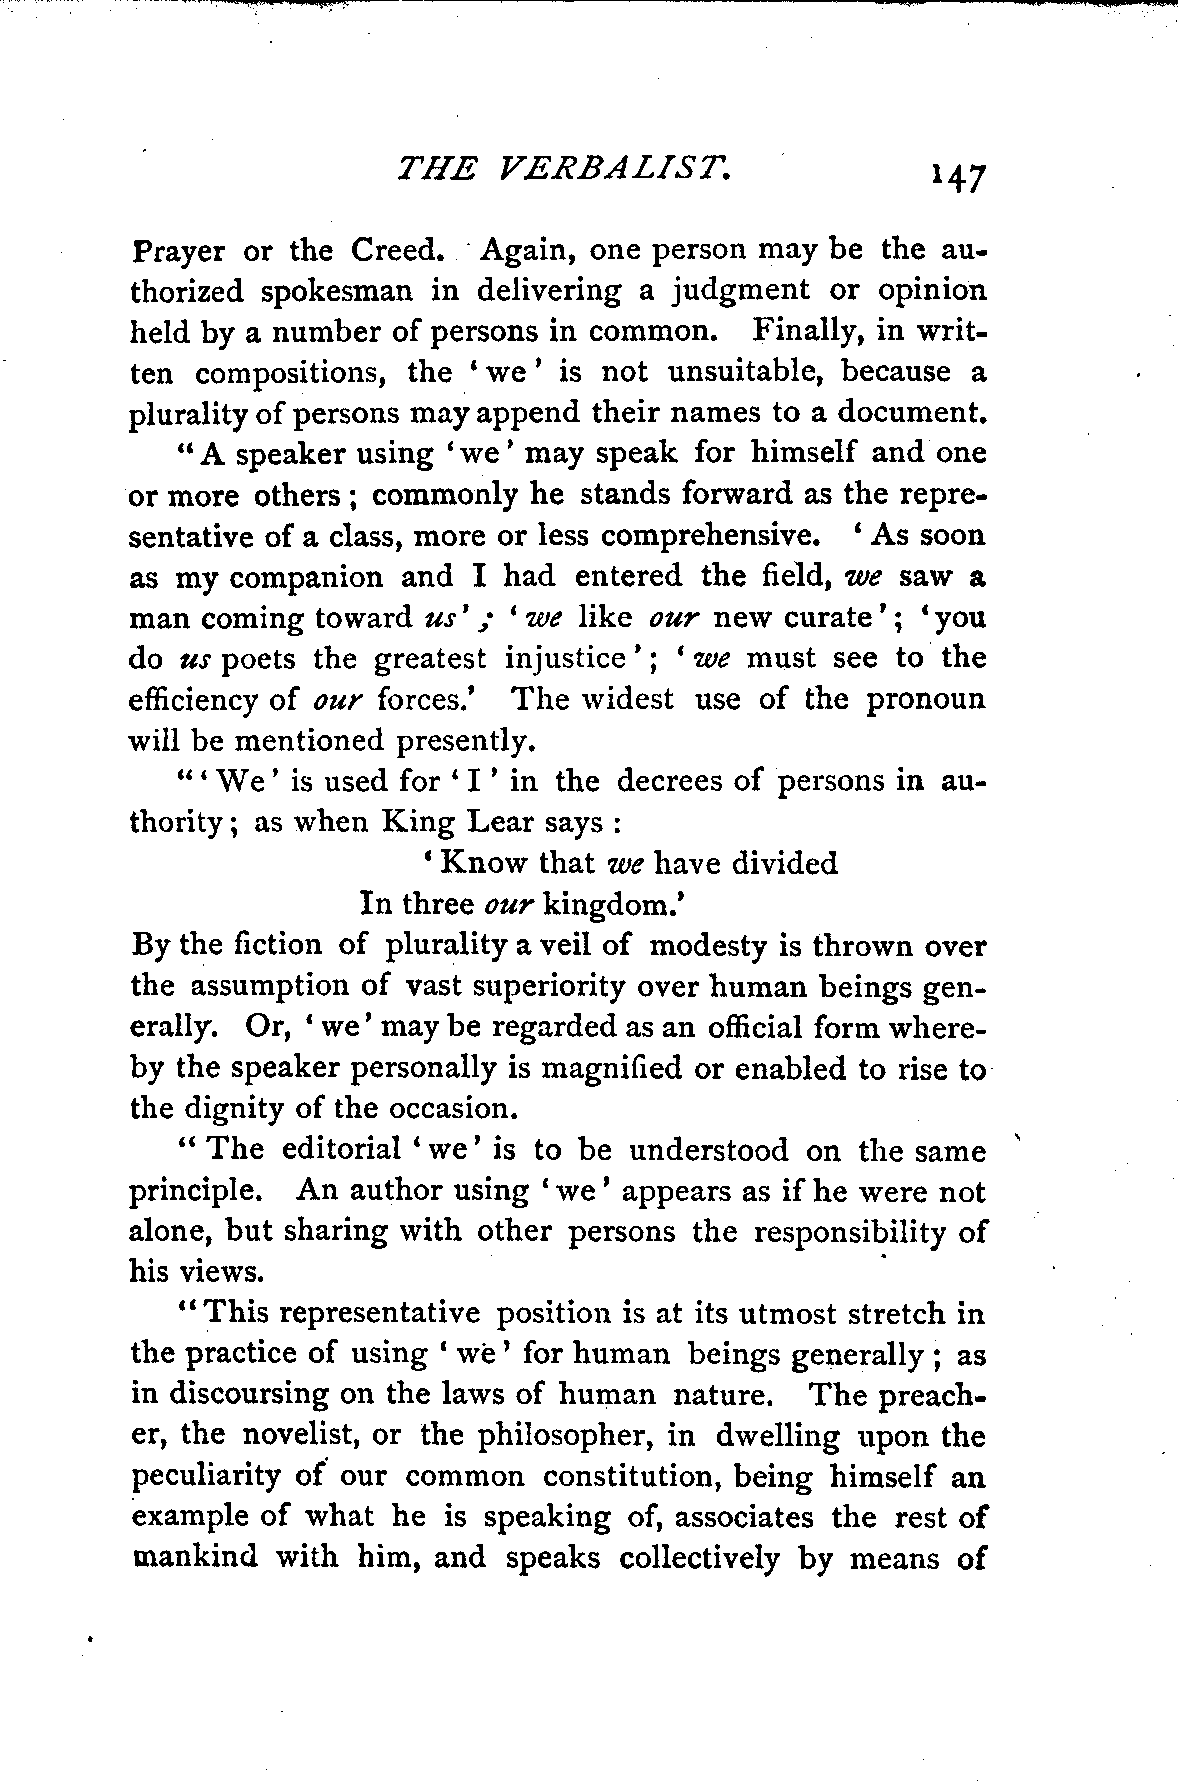 THE VERBALIST. 147
Prayer or the Creed. Again, one person may be the au-
thorized spokesman in delivering a judgment or opinion
held by a number of persons in common. Finally, in writ-
ten compositions, the ‘we’ is not unsuitable, because a
plurality of persons may append their names to a document.
“A speaker using ‘we’ may speak for himself and one
or more others; commonly he stands forward as the repre-
sentative of a class, more or less comprehensive. ‘As soon
as my companion and I had entered the field, we saw a
man coming toward us’; ‘we like our new curate’; ‘you
do us poets the greatest injustice’; ‘we must see to the
efficiency of our forces.’ The widest use of the pronoun
will be mentioned presently.
“‘We’ is used for ‘I’ in the decrees of persons in au-
thority; as when King Lear says:
‘Know that we have divided
In three our kingdom.’
By the fiction of plurality a veil of modesty is thrown over
the assumption of vast superiority over human beings gen-
erally. Or, ‘we’ may be regarded as an official form where-
by the speaker personally is magnified or enabled to rise to
the dignity of the occasion.
“The editorial ‘we’ is to be understood on the same
principle. An author using ‘we’ appears as if he were not
alone, but sharing with other persons the responsibility of
his views.
“This representative position is at its utmost stretch in
the practice of using ‘we’ for human beings generally; as
in discoursing on the laws of human nature. The preach-
er, the novelist, or the philosopher, in dwelling upon the
peculiarity of our common constitution, being himself an
example of what he is speaking of, associates the rest of
mankind with him, and speaks collectively by means of